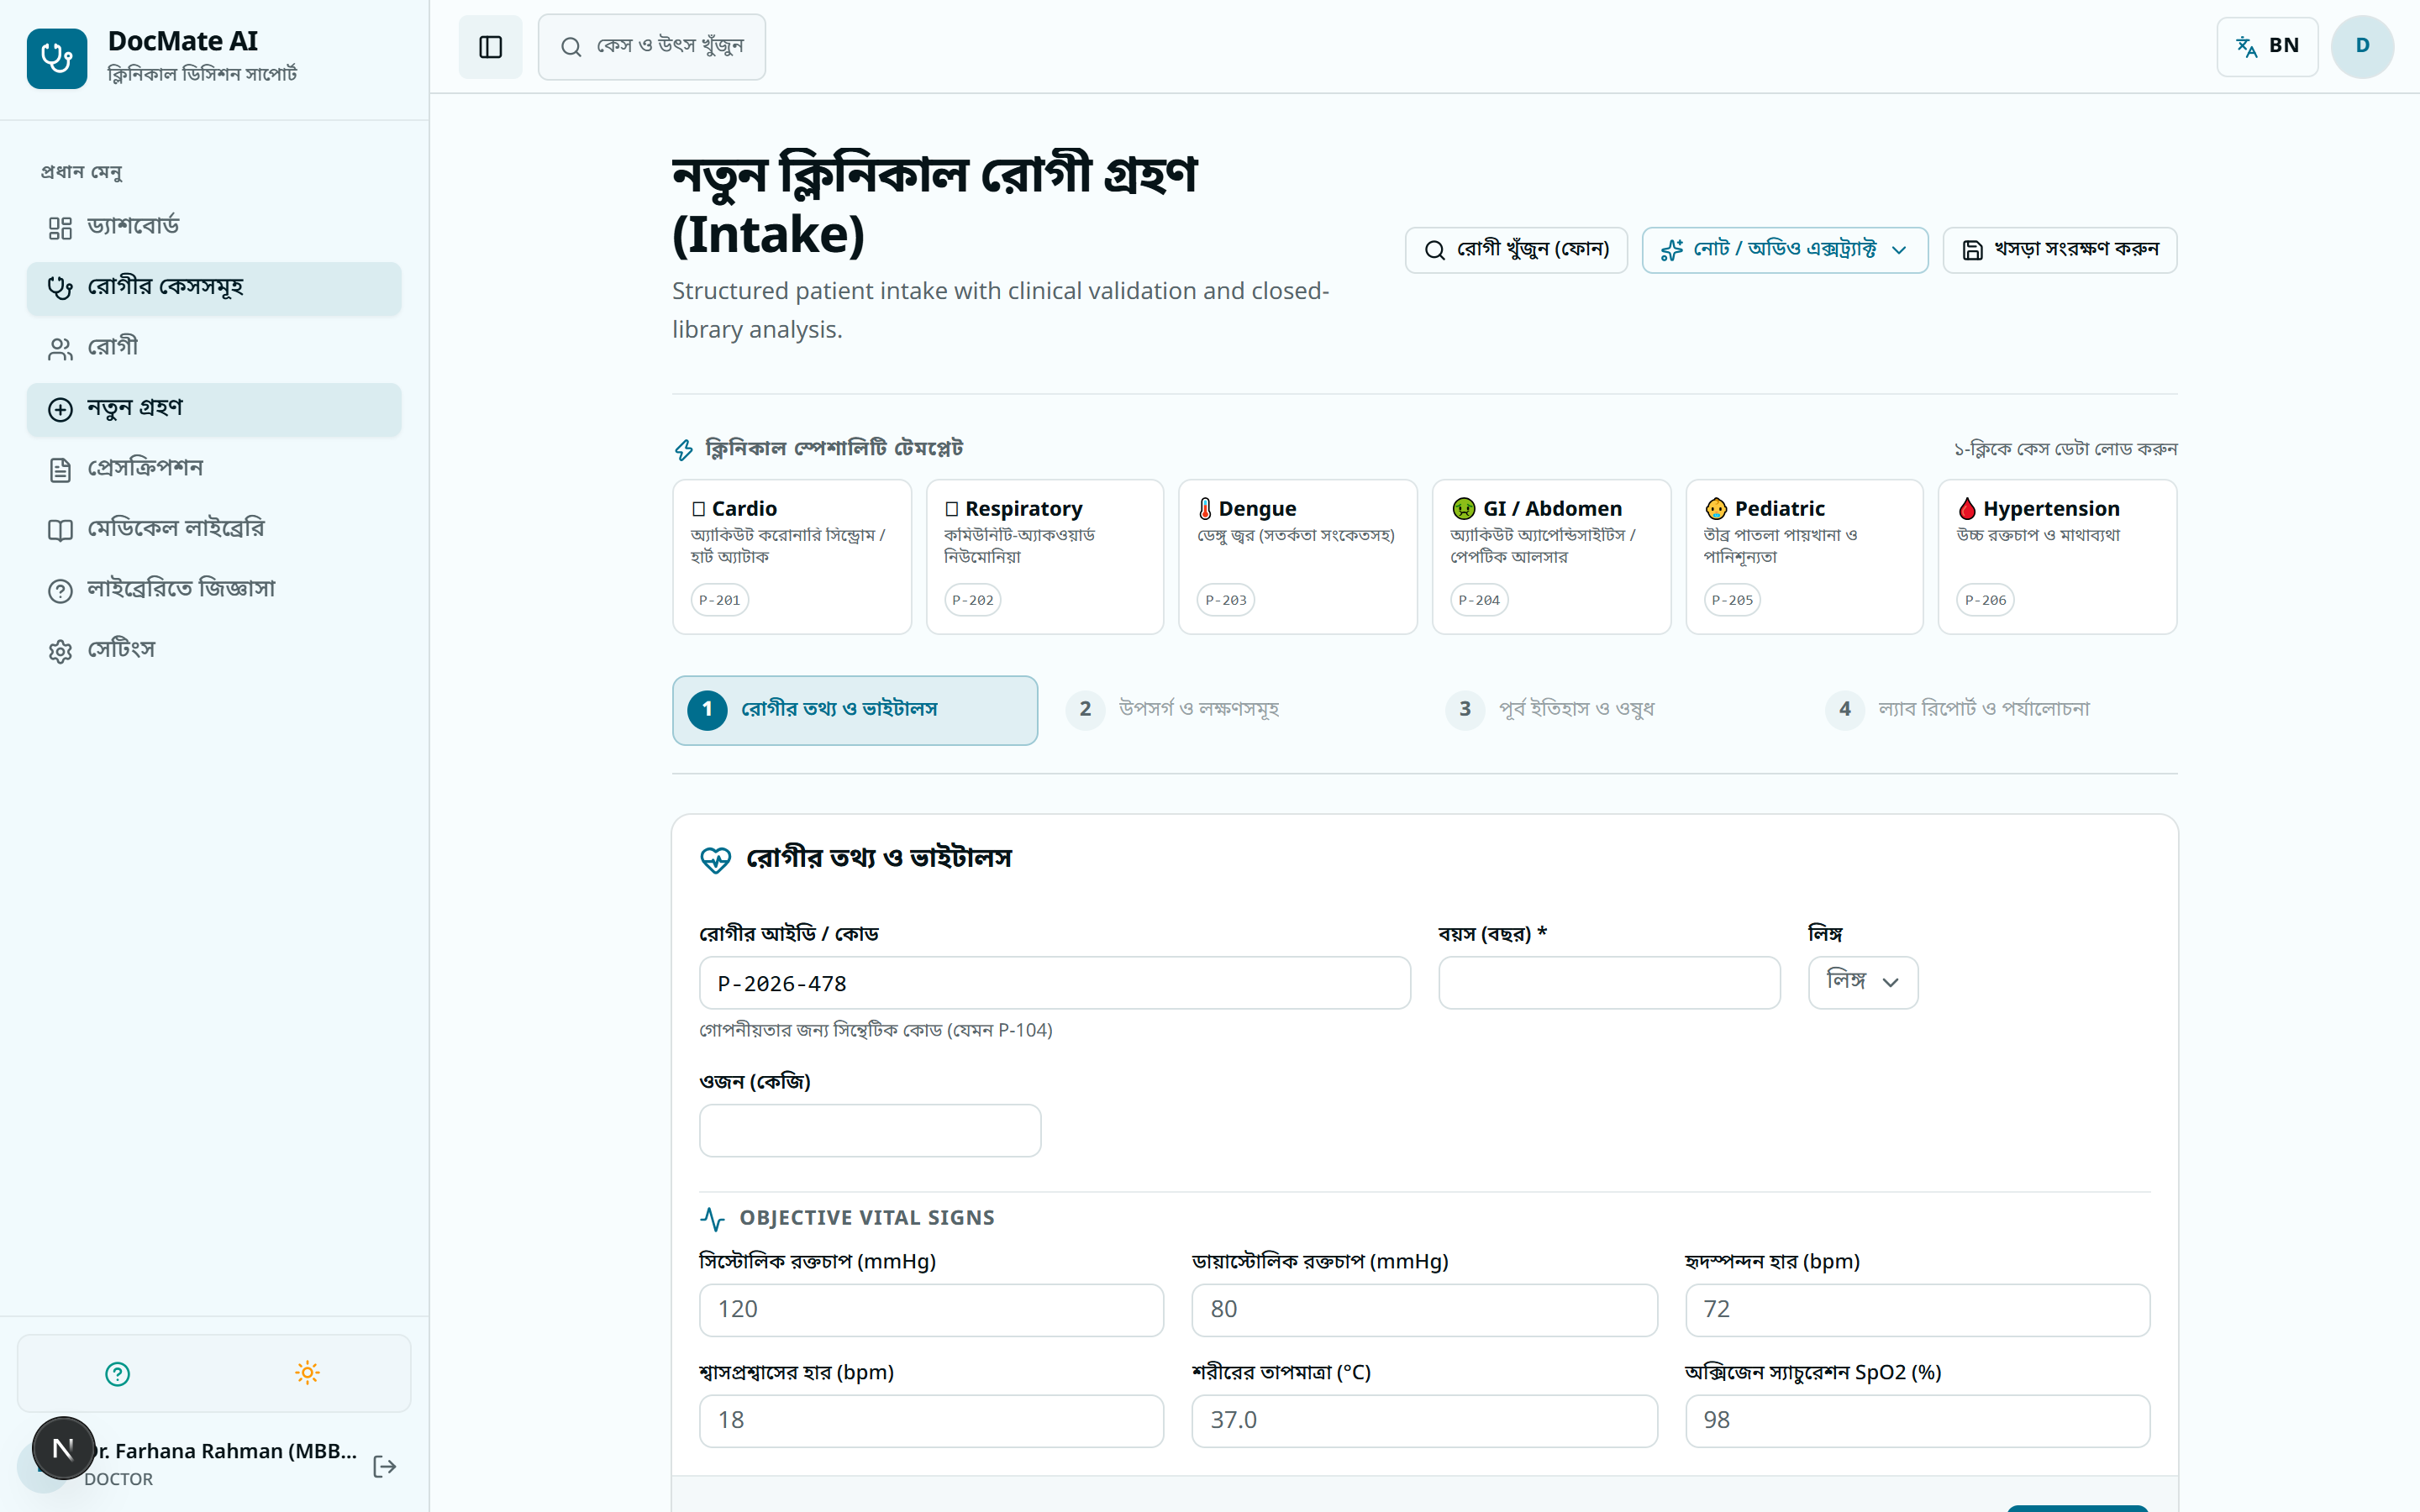 DocMate AI
ক্লিনিকাল ডিসিশন সাপোর্ট
প্রধান মেনু
ড্যাশবোর্ড
রোগীর কেসসমূহ
রোগী
নতুন গ্রহণ
প্রেসক্রিপশন
মেডিকেল লাইব্রেরি
লাইব্রেরিতে জিজ্ঞাসা
সেটিংস
N
Dr. Farhana Rahman (MBB...
DOCTOR
কেস ও উৎস খুঁজুন
BN
D
নতুন ক্লিনিকাল রোগী গ্রহণ
(Intake)
Structured patient intake with clinical validation and closed-
library analysis.
রোগী খুঁজুন (ফোন)
নোট / অডিও এক্সট্র্যাক্ট
খসড়া সংরক্ষণ করুন
ক্লিনিকাল স্পেশালিটি টেমপ্লেট
১-ক্লিকে কেস ডেটা লোড করুন
Cardio
অ্যাকিউট করোনারি সিন্ড্রোম /
হার্ট অ্যাটাক
P-201
Respiratory
কমিউনিটি-অ্যাকওয়ার্ড
নিউমোনিয়া
P-202
Dengue
ডেঙ্গু জ্বর (সতর্কতা সংকেতসহ)
P-203
GI / Abdomen
অ্যাকিউট অ্যাপেন্ডিসাইটিস /
পেপটিক আলসার
P-204
Pediatric
তীব্র পাতলা পায়খানা ও
পানিশূন্যতা
P-205
Hypertension
উচ্চ রক্তচাপ ও মাথাব্যথা
P-206
1 রোগীর তথ্য ও ভাইটালস
2 উপসর্গ ও লক্ষণসমূহ
3 পূর্ব ইতিহাস ও ওষুধ
4 ল্যাব রিপোর্ট ও পর্যালোচনা
রোগীর তথ্য ও ভাইটালস
রোগীর আইডি / কোড
P-2026-478
গোপনীয়তার জন্য সিন্থেটিক কোড (যেমন P-104)
বয়স (বছর) *
লিঙ্গ
লিঙ্গ
ওজন (কেজি)
OBJECTIVE VITAL SIGNS
সিস্টোলিক রক্তচাপ (mmHg)
120
ডায়াস্টোলিক রক্তচাপ (mmHg)
80
হৃদস্পন্দন হার (bpm)
72
শ্বাসপ্রশ্বাসের হার (bpm)
18
শরীরের তাপমাত্রা (°C)
37.0
অক্সিজেন স্যাচুরেশন SpO2 (%)
98